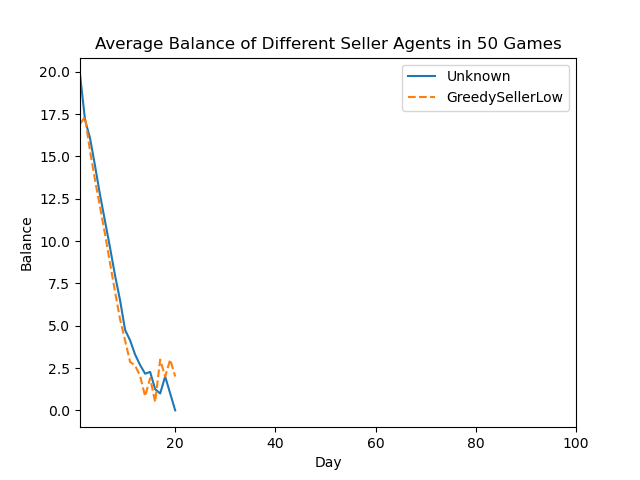 Average Balance of Different Seller Agents in 50 Games
Unknown
GreedySellerLow
Balance
20.0
17.5
15.0
12.5
10.0
7.5
5.0
2.5
0.0
20 40 60 80 100
Day